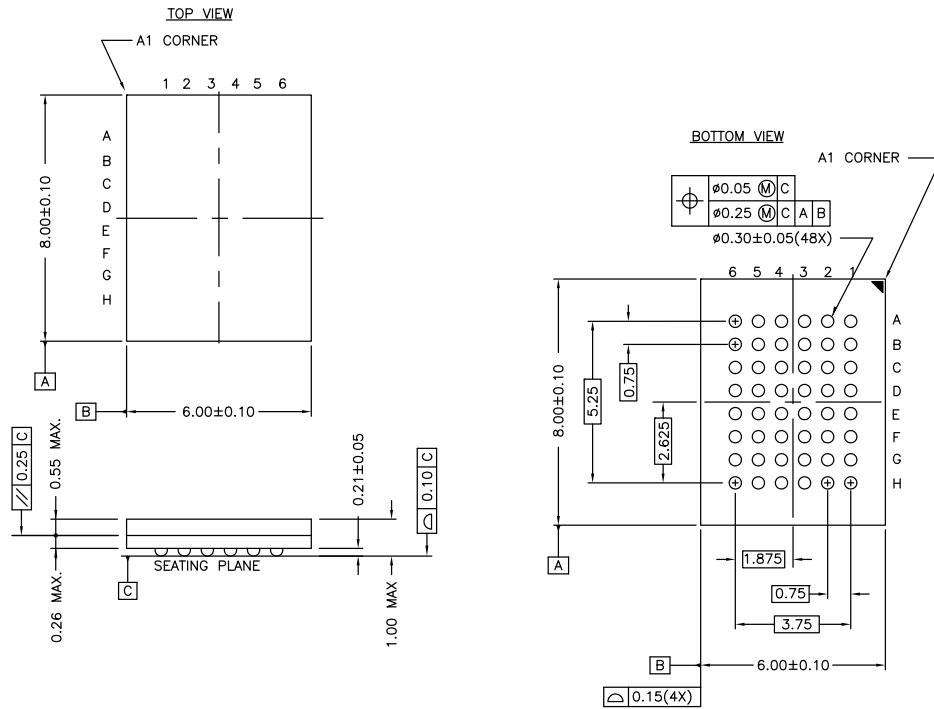 TOP VIEW
A1 CORNER
1 2 3 4 5 6
A
B
C
D
E
F
G
H
8.00±0.10
A
B
6.00±0.10
// 0.25 C
0.55 MAX.
0.21±0.05
0.10 C
SEATING PLANE
C
0.26 MAX.
1.00 MAX
BOTTOM VIEW
A1 CORNER
ø0.05 Ⓜ C
ø0.25 Ⓜ C A B
ø0.30±0.05(48X)
6 5 4 3 2 1
A
B
C
D
E
F
G
H
8.00±0.10
5.25
0.75
2.625
A
1.875
0.75
3.75
B
6.00±0.10
0.15(4X)